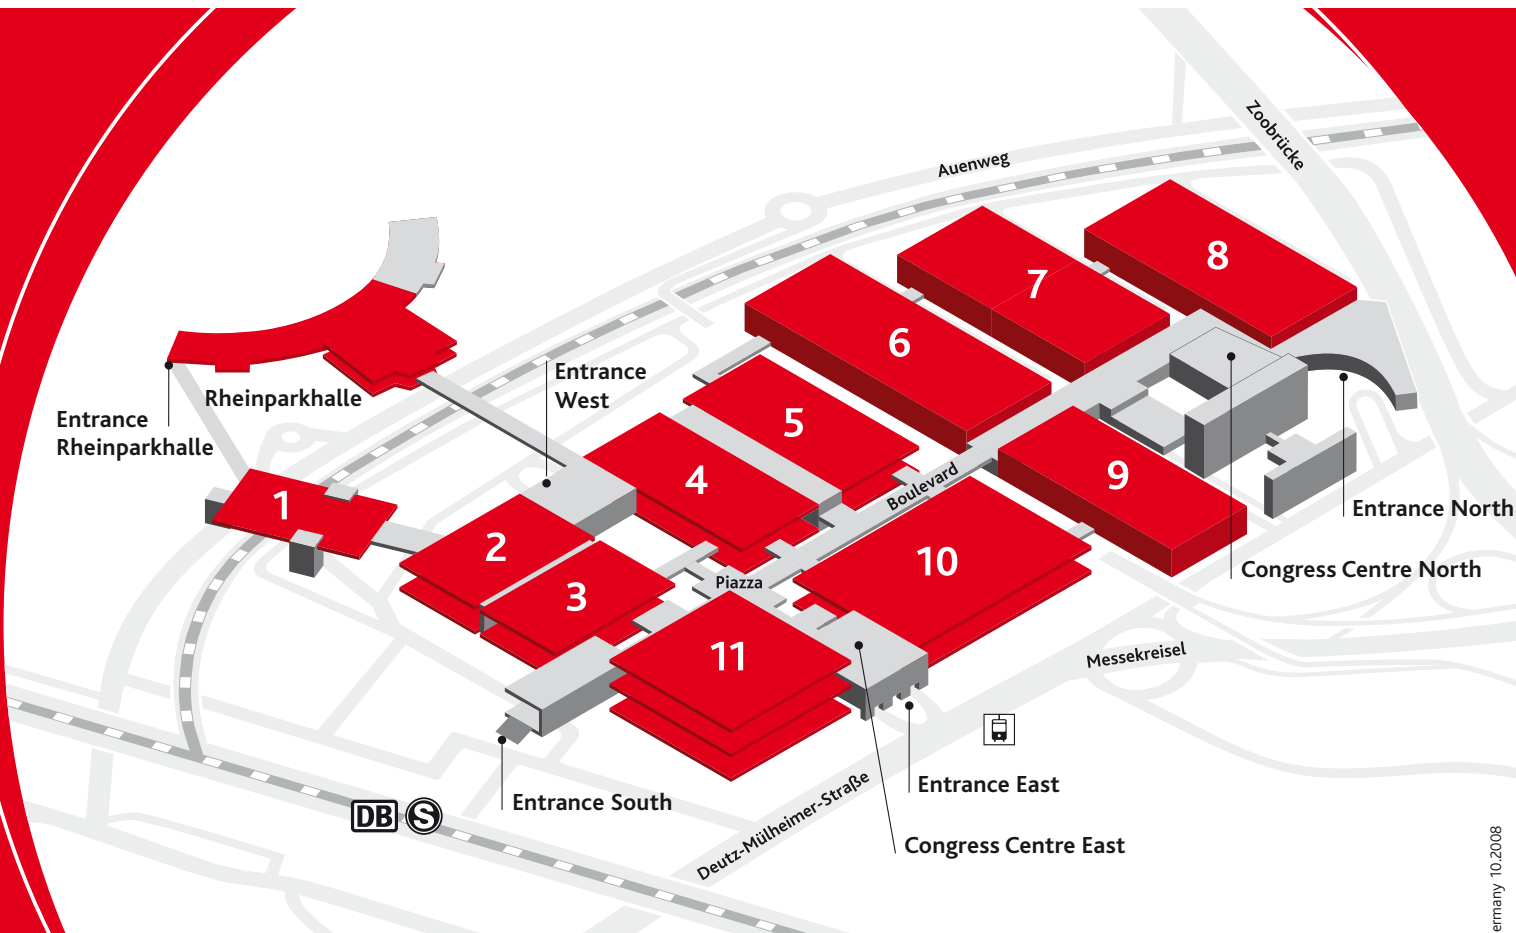 Zoobrücke
Auenweg
8
7
6
Entrance
West
Rheinparkhalle
Entrance
Rheinparkhalle
5
4
9
Boulevard
1
Entrance North
2
10
Congress Centre North
Piazza
3
11
Messekreisel
Entrance East
Entrance South
DB
S
Deutz-Mülheimer-Straße
Congress Centre East
ermany 10.2008